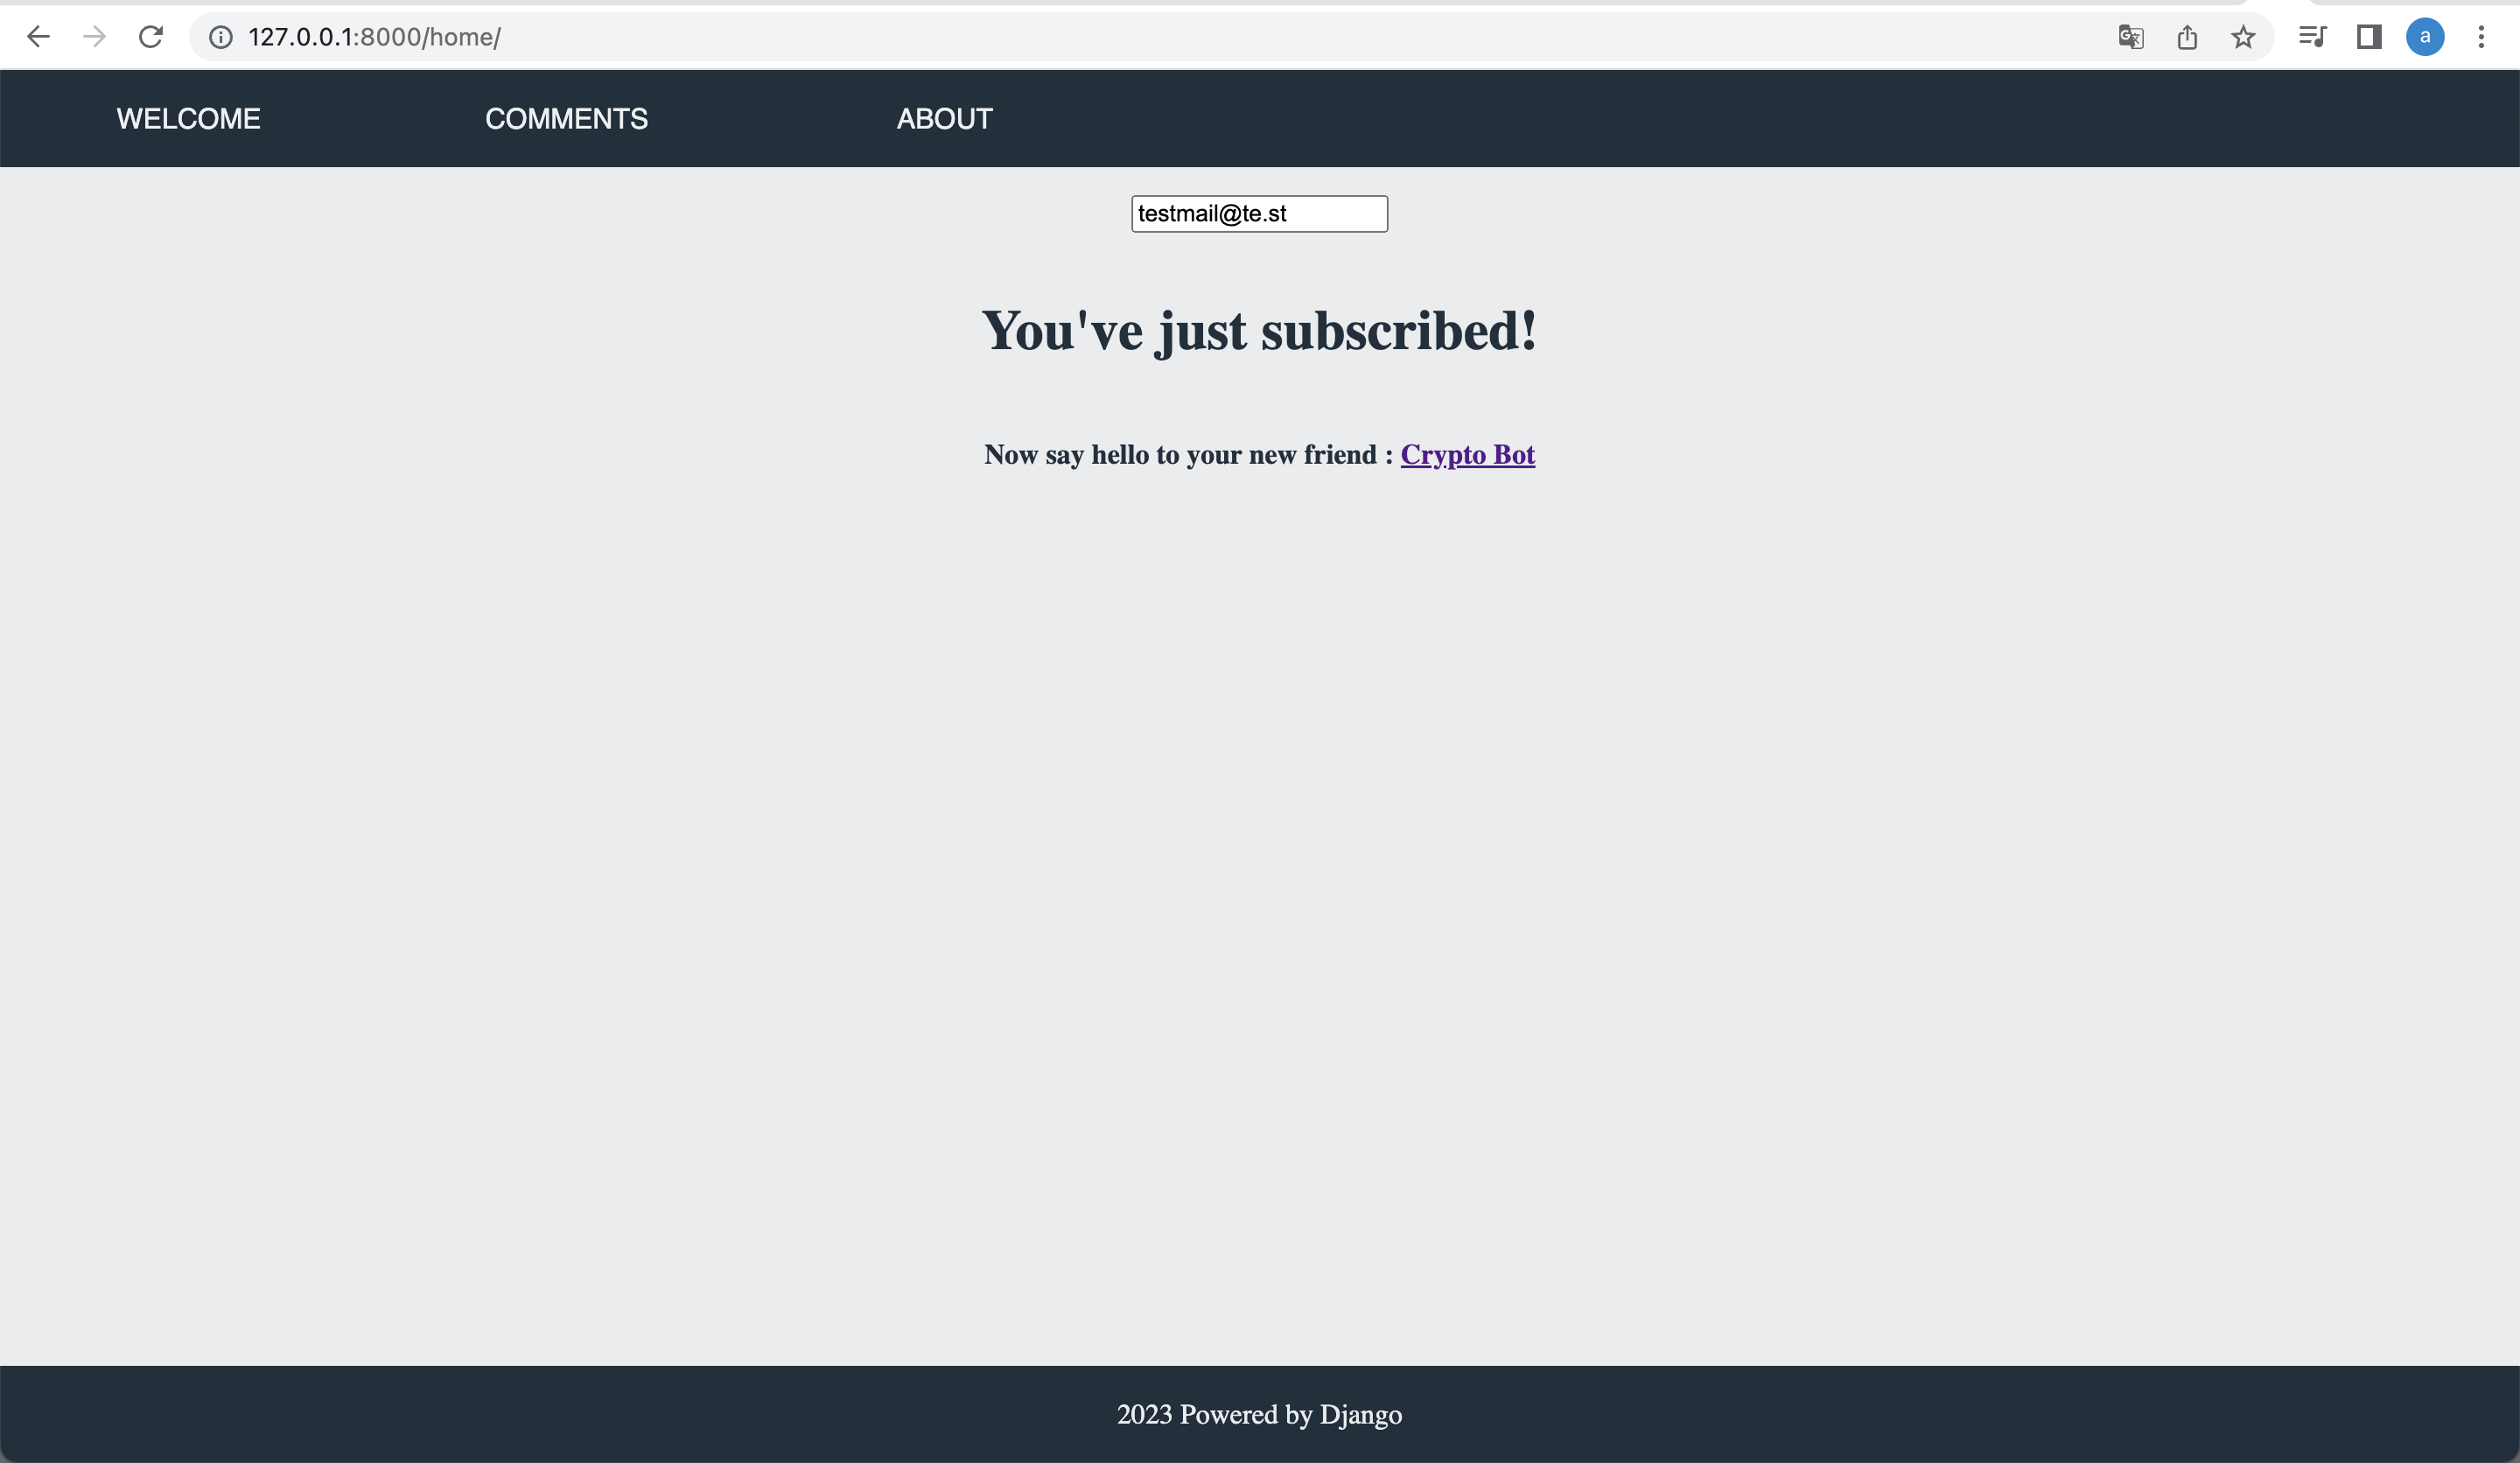 127.0.0.1:8000/home/
a
WELCOME COMMENTS ABOUT
testmail@te.st
You've just subscribed!
Now say hello to your new friend : Crypto Bot
2023 Powered by Django